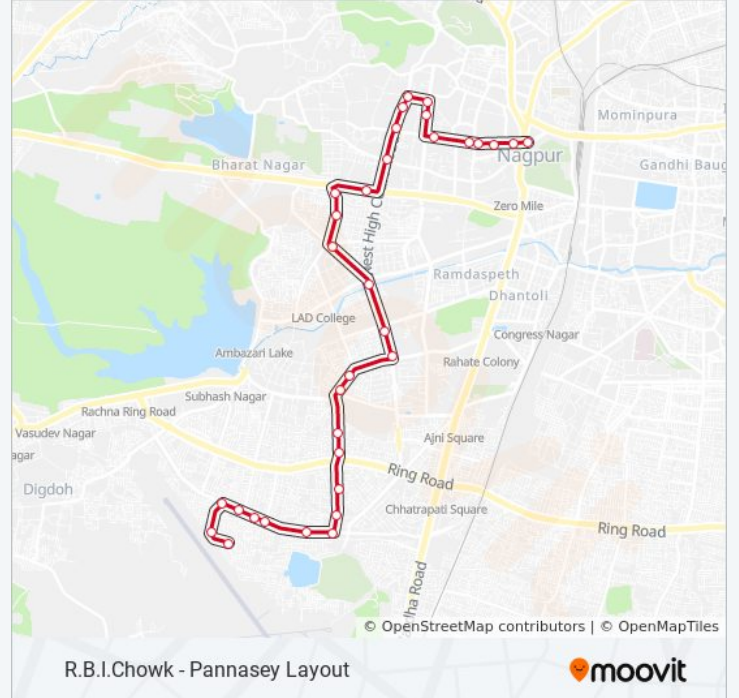 Mominpura
Nagpur
Bharat Nagar
Gandhi Baug
Zero Mile
West High C
Ramdaspeth
Dhantoli
LAD College
Congress Nagar
Ambazari Lake
Rahate Colony
Subhash Nagar
Rachna Ring Road
Vasudev Nagar
Ajni Square
agar
Ring Road
Digdoh
Chhatrapati Square
Ring Road
dha Road
© OpenStreetMap contributors | © OpenMapTiles
R.B.I.Chowk - Pannasey Layout
moovit